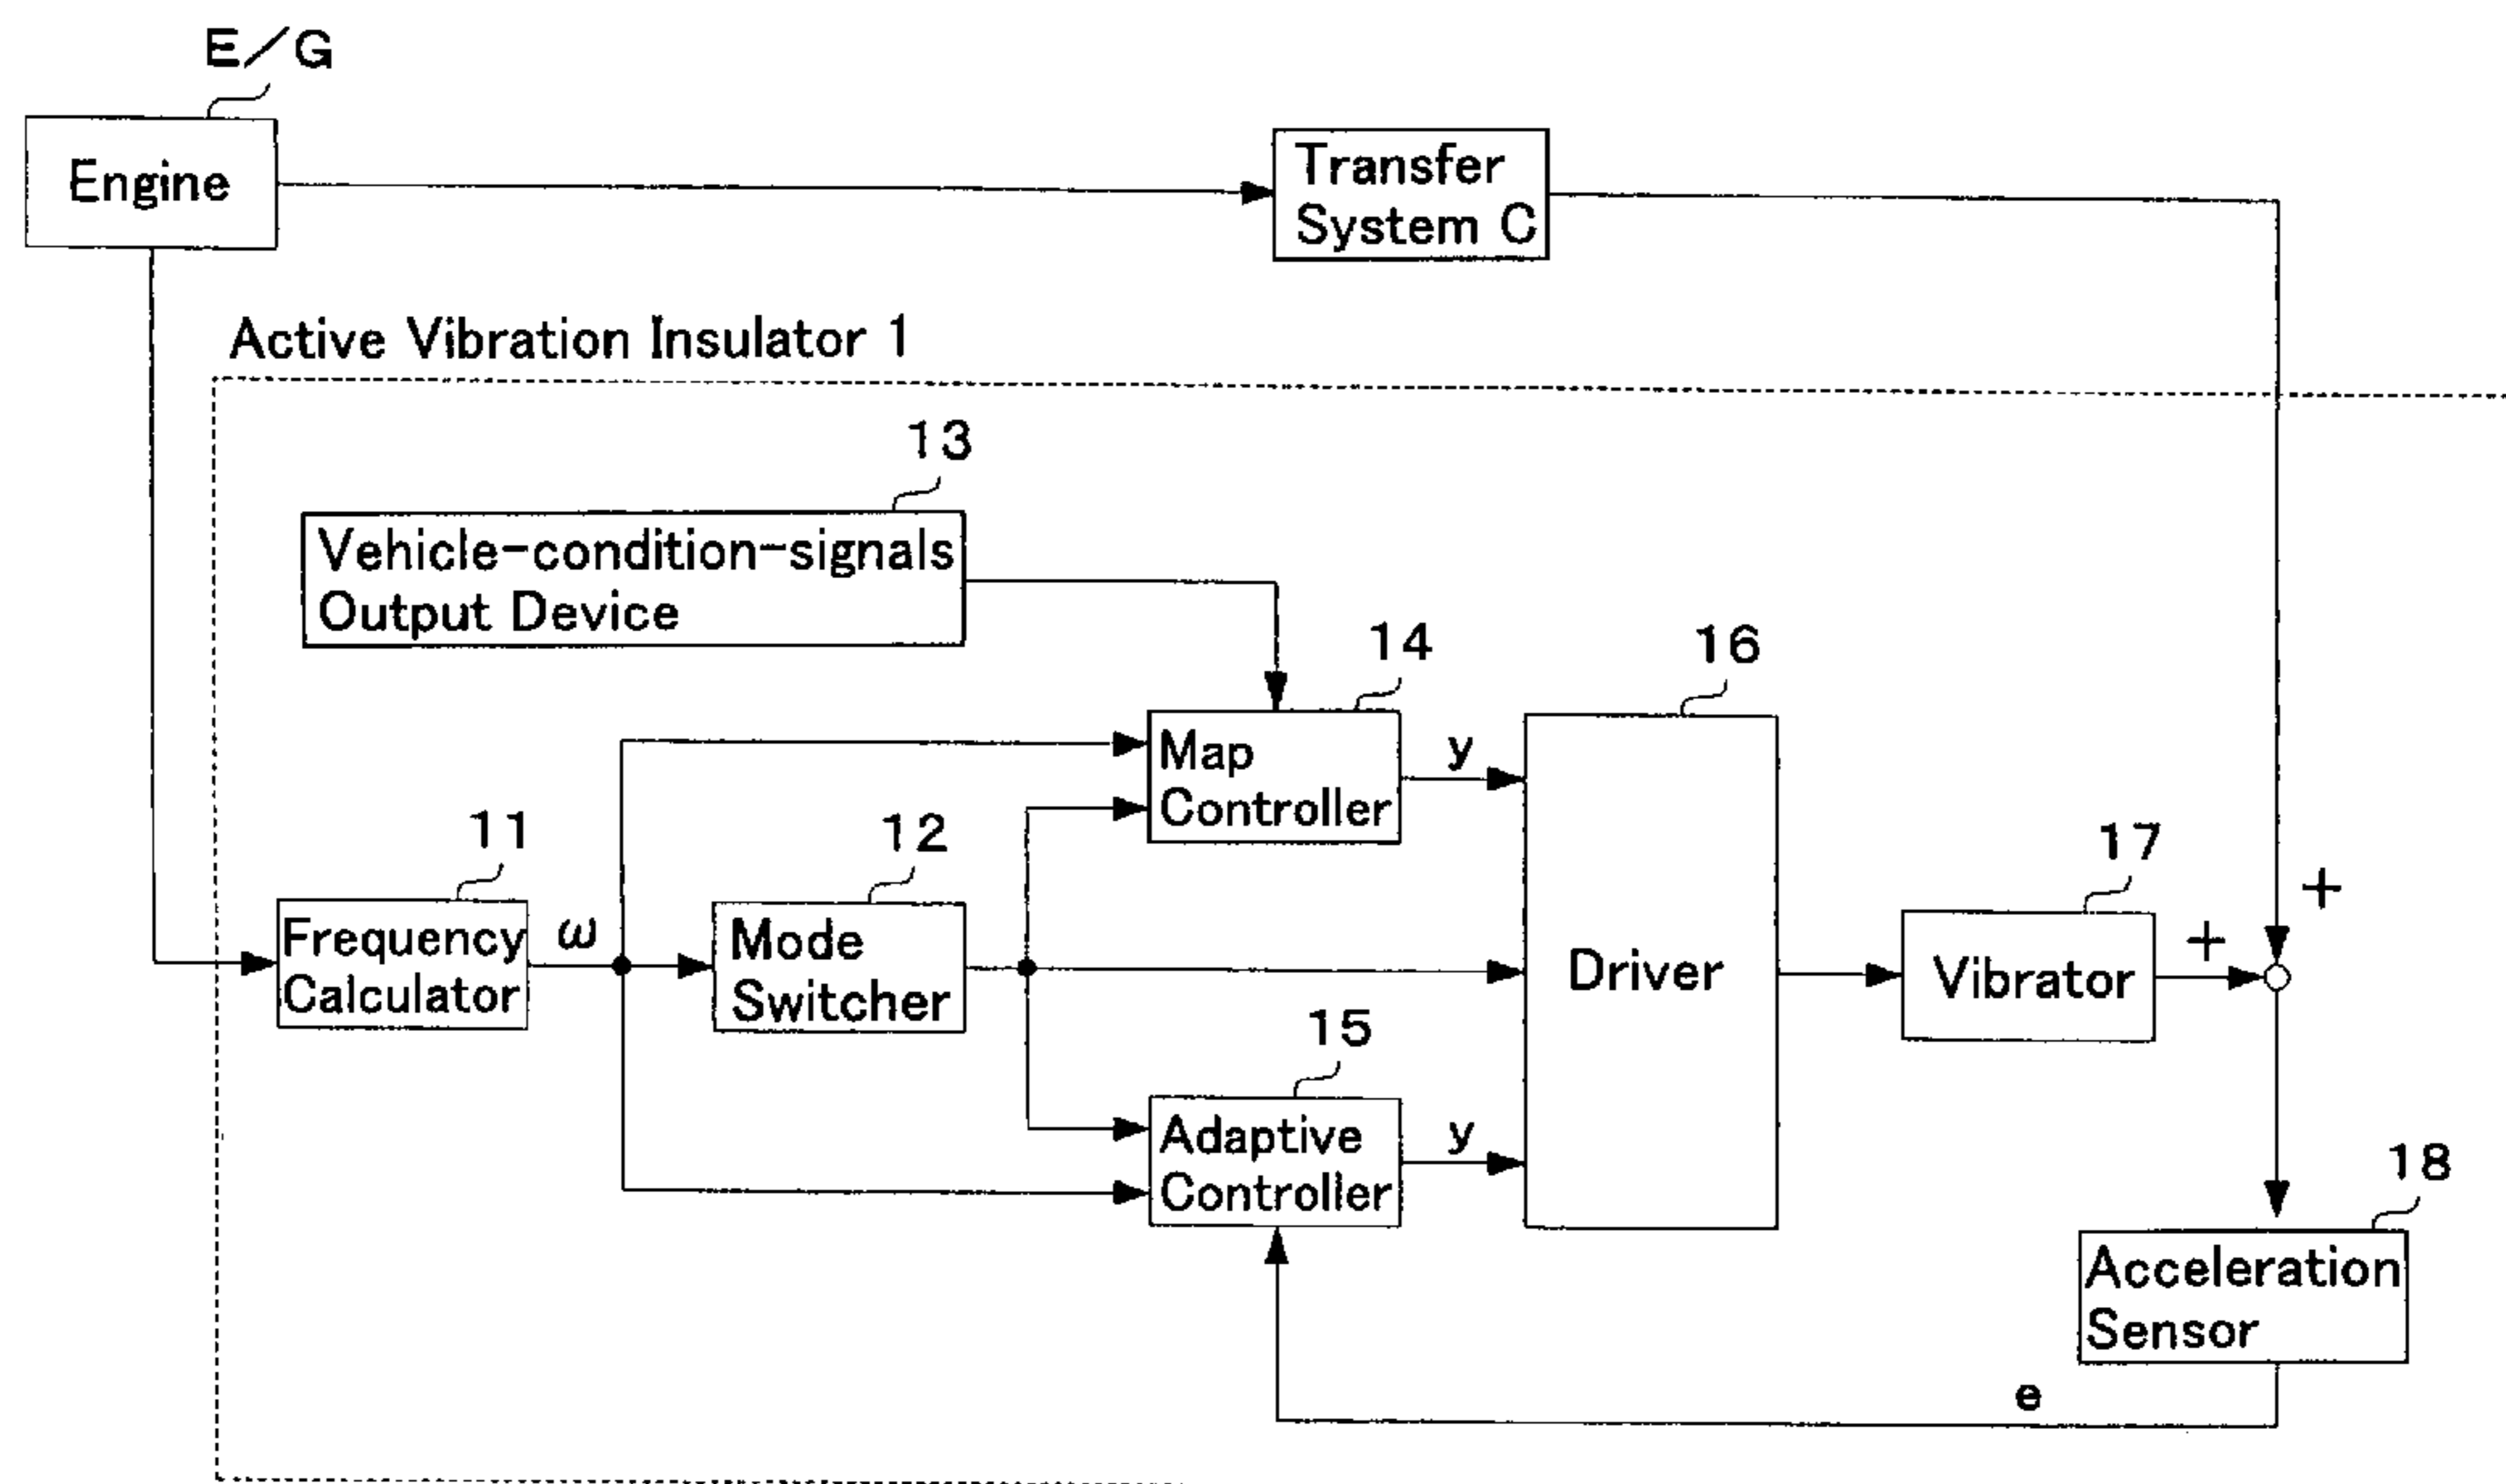 E/G
Engine
Transfer
System C
Active Vibration Insulator 1
13
Vehicle-condition-signals
Output Device
14
16
Map
Controller
y
11
12
17
+
Frequency
Calculator
ω
Mode
Switcher
Driver
Vibrator
+
15
Adaptive
Controller
y
18
Acceleration
Sensor
e